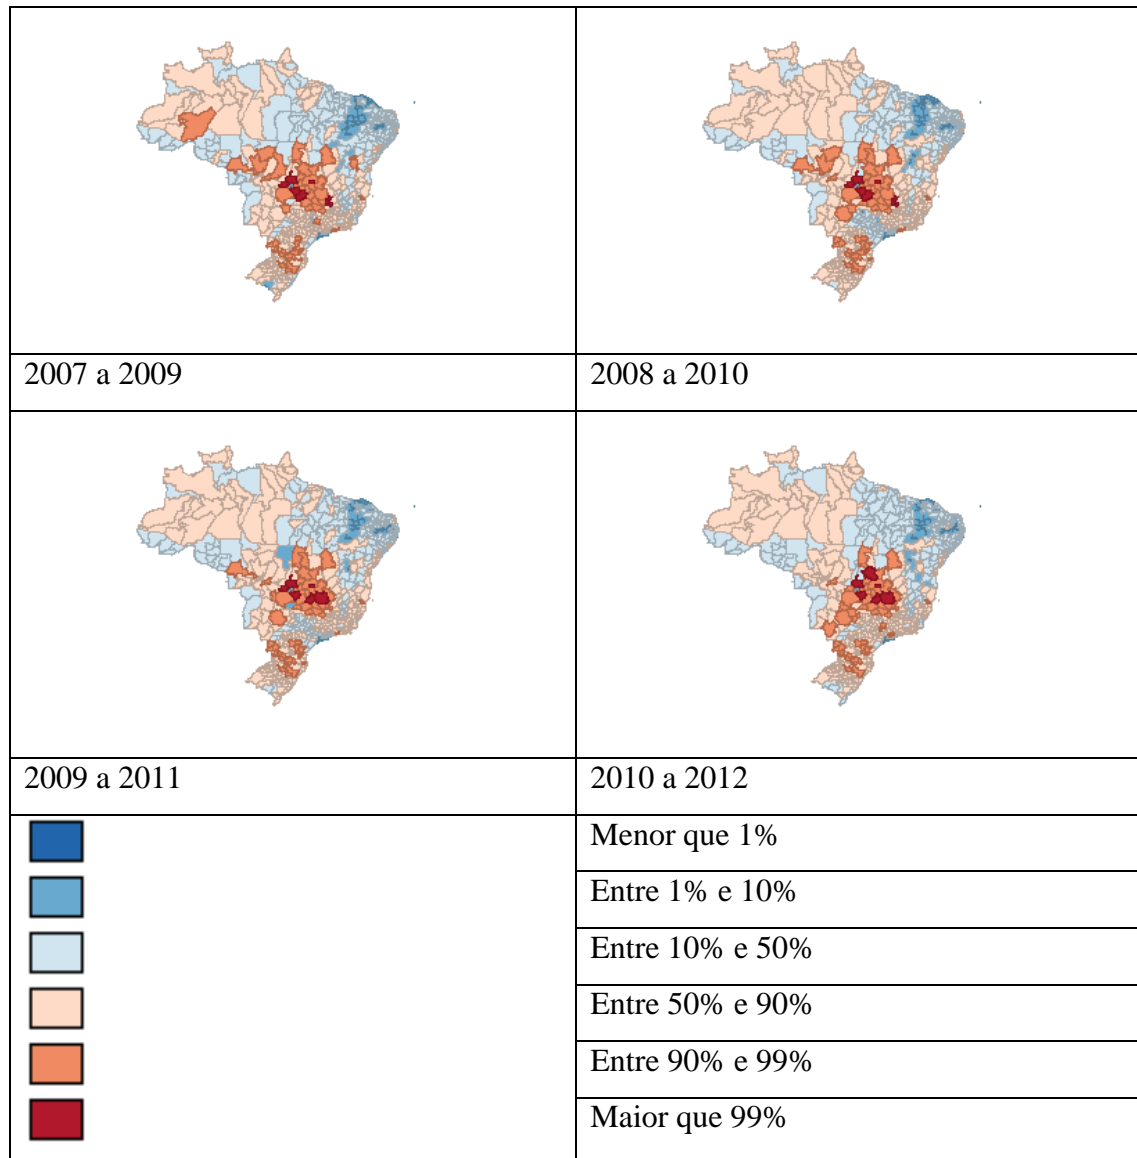 2007 a 2009
2008 a 2010
2009 a 2011
2010 a 2012
Menor que 1%
Entre 1% e 10%
Entre 10% e 50%
Entre 50% e 90%
Entre 90% e 99%
Maior que 99%